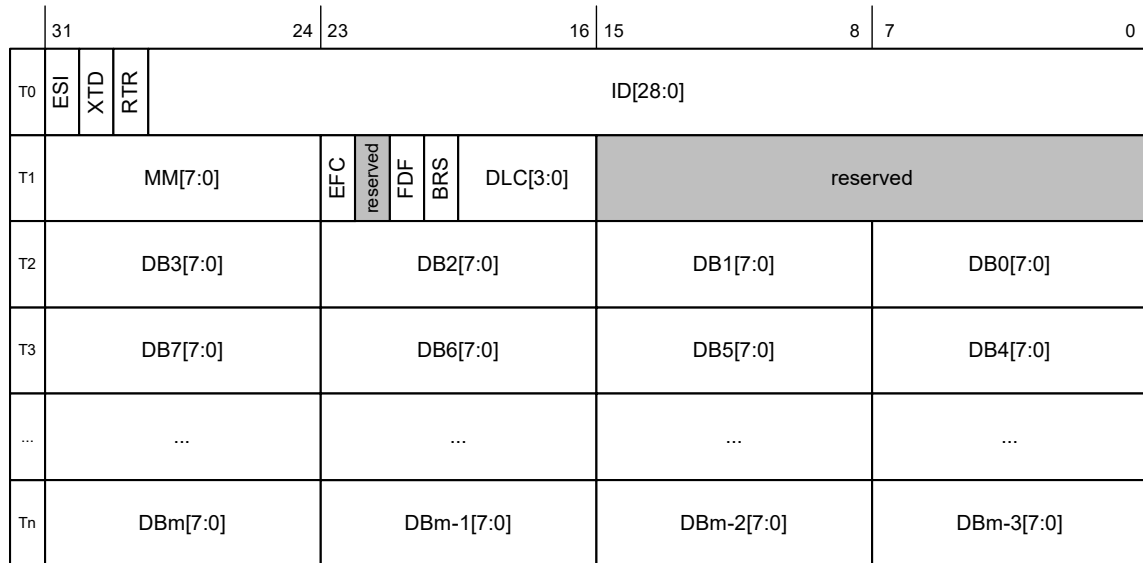 31 24 23 16 15 8 7 0
T0 ESI XTD RTR ID[28:0]
T1 MM[7:0] EFC reserved FDF BRS DLC[3:0] reserved
T2 DB3[7:0] DB2[7:0] DB1[7:0] DB0[7:0]
T3 DB7[7:0] DB6[7:0] DB5[7:0] DB4[7:0]
... ... ... ... ...
Tn DBm[7:0] DBm-1[7:0] DBm-2[7:0] DBm-3[7:0]